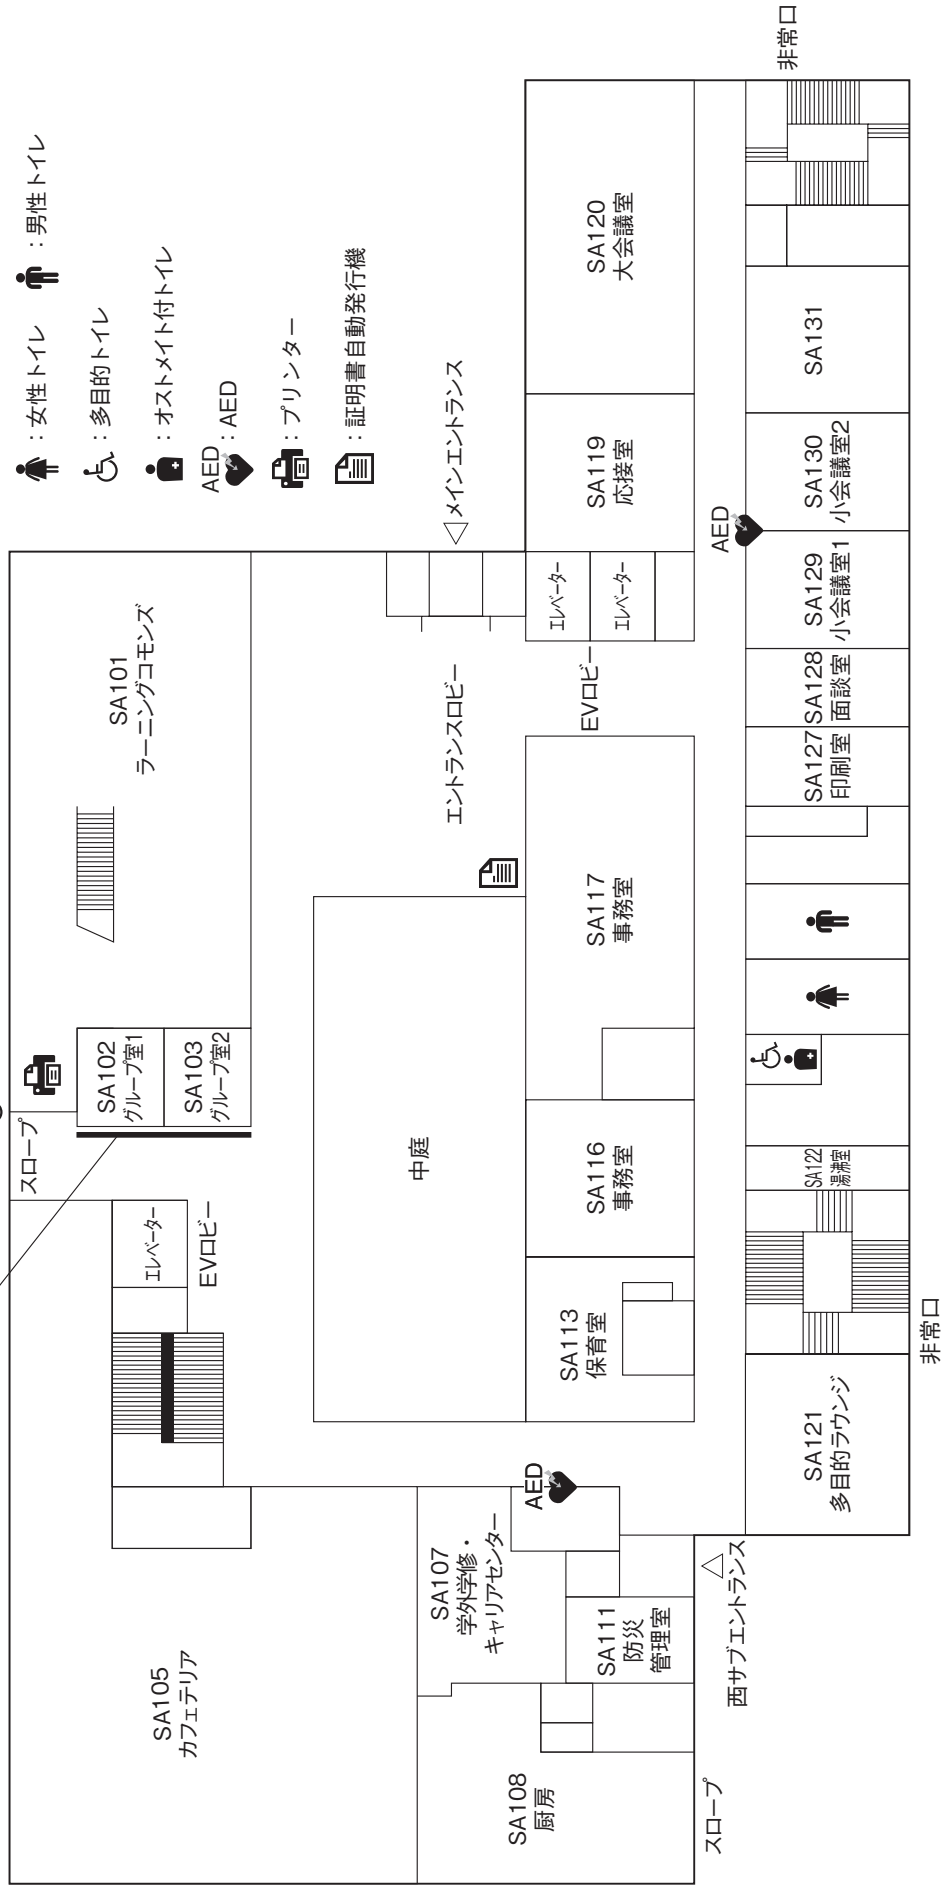 スロープ
：女性トイレ
：男性トイレ
：多目的トイレ
：オストメイト付トイレ
AED
：AED
：プリンター
：証明書自動発行機
SA101
ラーニングコモンズ
SA102
グループ室1
SA103
グループ室2
エレベーター
EVロビー
SA105
カフェテリア
中庭
エントランスロビー
メインエントランス
SA107
学外学修・
キャリアセンター
AED
SA108
厨房
SA111
防災
管理室
SA113
保育室
SA116
事務室
SA117
事務室
エレベーター
エレベーター
EVロビー
SA119
応接室
SA120
大会議室
スロープ
西サブエントランス
AED
SA121
多目的ラウンジ
SA122
湯沸室
SA127
印刷室
SA128
面談室
SA129
小会議室1
SA130
小会議室2
SA131
非常口
非常口